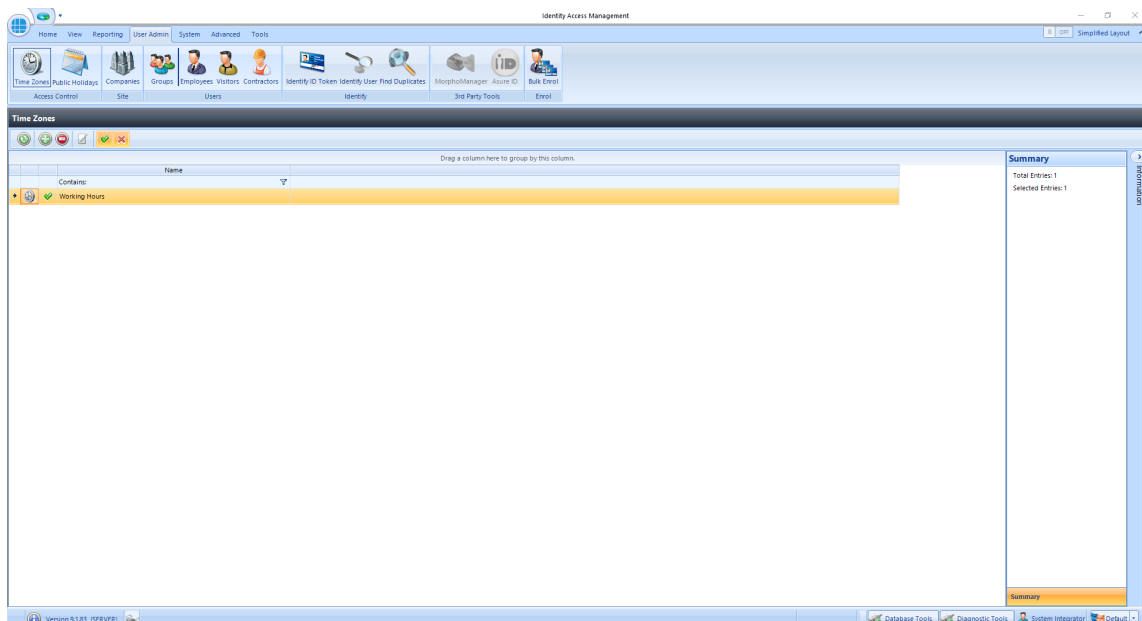 Identity Access Management
Home View Reporting User Admin System Advanced Tools
OFF Simplified Layout
Time Zones Public Holidays Companies Groups Employees Visitors Contractors Identify ID Token Identify User Find Duplicates MorphoManager Asure ID Bulk Enrol
Access Control Site Users Identify 3rd Party Tools Enrol
Time Zones
Drag a column here to group by this column.
Name
Contains:
Working Hours
Summary
Total Entries: 1
Selected Entries: 1
Information
Summary
Version 9.1.83 (SERVER) Database Tools Diagnostic Tools System Integrator Default